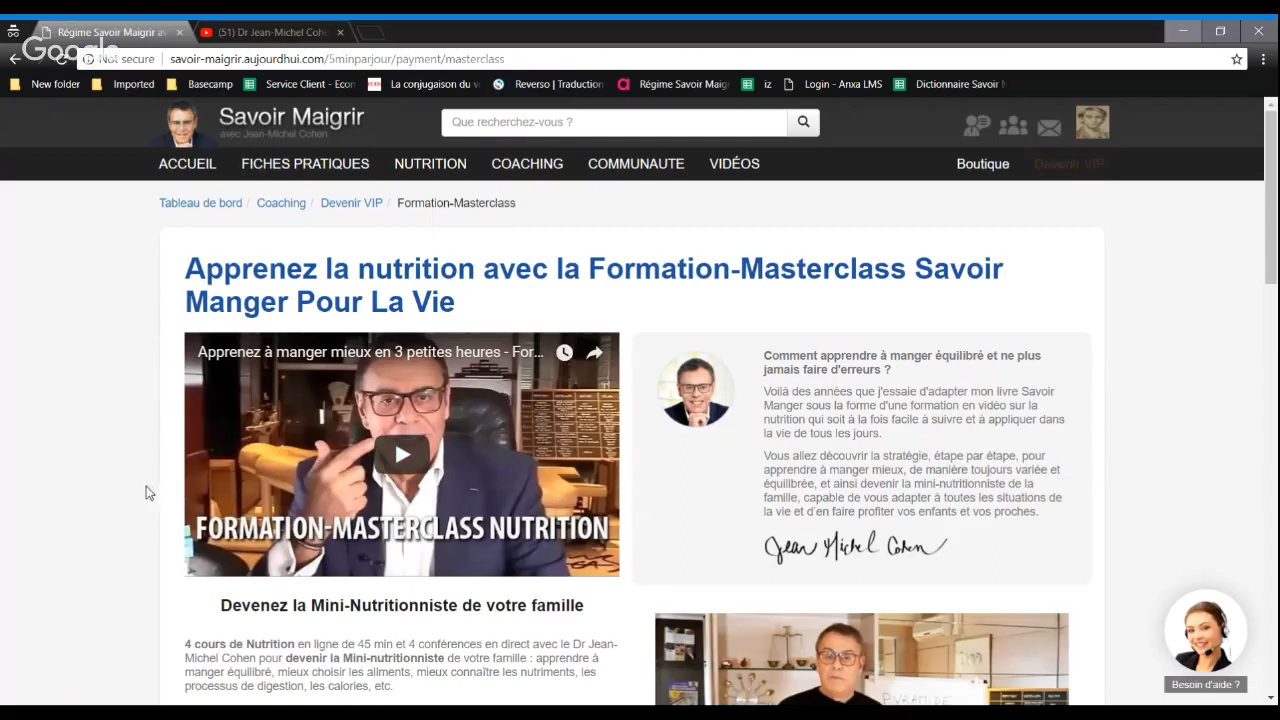 Régime Savoir Maigrir av
(51) Dr Jean-Michel Coh
Google
Not secure
savoir-maigrir.aujourdhui.com/5minparjour/payment/masterclass
New folder
Imported
Basecamp
Service Client - Econ
La conjugaison du v
Reverso | Traduction
Régime Savoir Maig
iz
Login - Anxa LMS
Dictionnaire Savoir
Savoir Maigrir
avec Jean-Michel Cohen
Que recherchez-vous ?
ACCUEIL FICHES PRATIQUES NUTRITION COACHING COMMUNAUTE VIDÉOS Boutique Devenir VIP
Tableau de bord / Coaching / Devenir VIP / Formation-Masterclass
Apprenez la nutrition avec la Formation-Masterclass Savoir
Manger Pour La Vie
Apprenez à manger mieux en 3 petites heures - For...
FORMATION-MASTERCLASS NUTRITION
Comment apprendre à manger équilibré et ne plus
jamais faire d'erreurs ?
Voilà des années que j'essaie d'adapter mon livre Savoir
Manger sous la forme d'une formation en vidéo sur la
nutrition qui soit à la fois facile à suivre et à appliquer dans
la vie de tous les jours.
Vous allez découvrir la stratégie, étape par étape, pour
apprendre à manger mieux, de manière toujours variée et
équilibrée, et ainsi devenir la mini-nutritionniste de la
famille, capable de vous adapter à toutes les situations de
la vie et d'en faire profiter vos enfants et vos proches.
Jean Michel Cohen
Devenez la Mini-Nutritionniste de votre famille
4 cours de Nutrition en ligne de 45 min et 4 conférences en direct avec le Dr Jean-
Michel Cohen pour devenir la Mini-nutritionniste de votre famille : apprendre à
manger équilibré, mieux choisir les aliments, mieux connaître les nutriments, les
processus de digestion, les calories, etc.
PYRAMIDE
Besoin d'aide ?